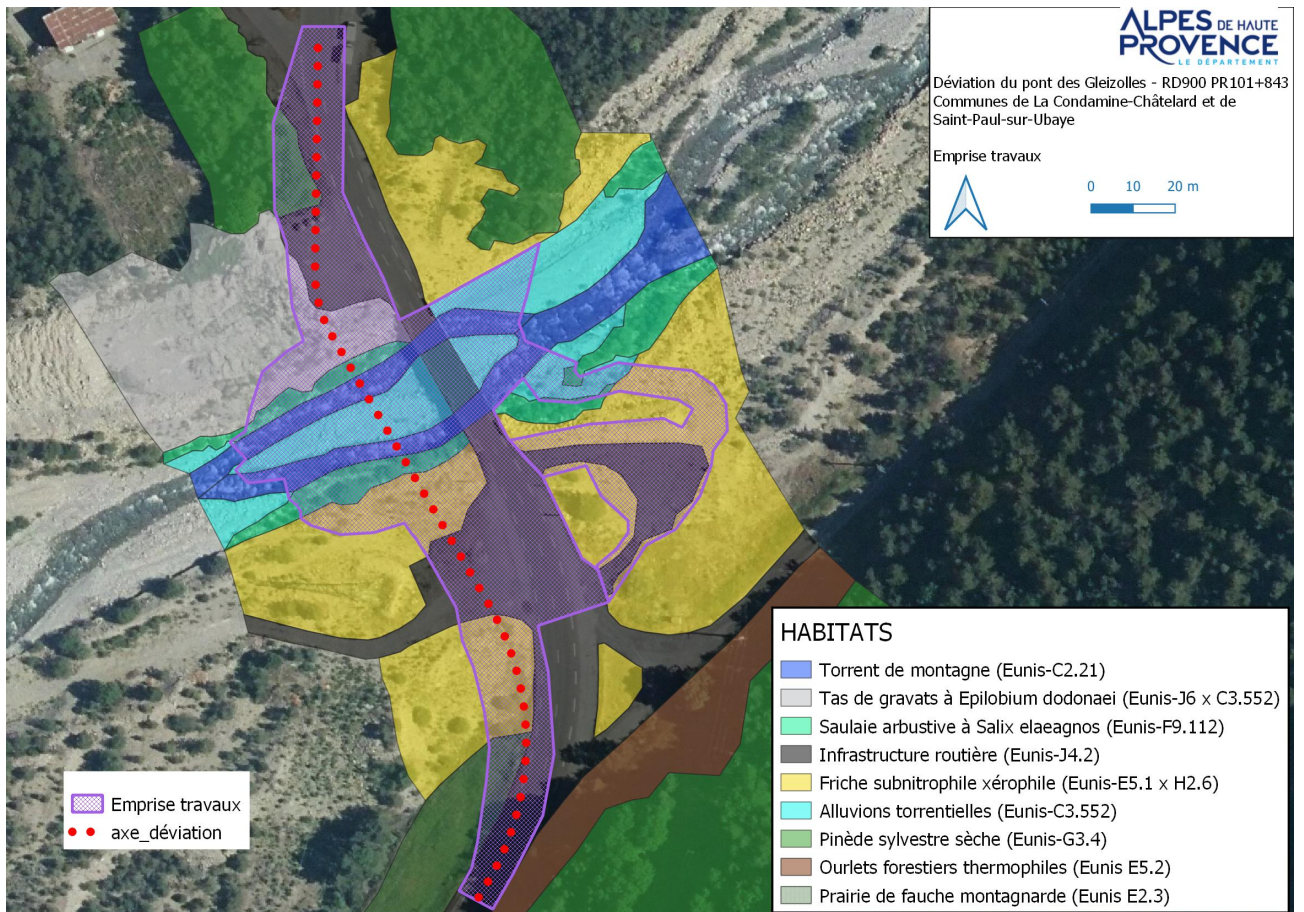 ALPES DE HAUTE
PROVENCE
LE DÉPARTEMENT
Déviation du pont des Gleizolles - RD900 PR101+843
Communes de La Condamine-Châtelard et de
Saint-Paul-sur-Ubaye
Emprise travaux
0 10 20 m
HABITATS
Torrent de montagne (Eunis-C2.21)
Tas de gravats à Epilobium dodonaei (Eunis-J6 x C3.552)
Saulaie arbustive à Salix elaeagnos (Eunis-F9.112)
Infrastructure routière (Eunis-J4.2)
Friche subnitrophile xérophile (Eunis-E5.1 x H2.6)
Alluvions torrentielles (Eunis-C3.552)
Pinède sylvestre sèche (Eunis-G3.4)
Ourlets forestiers thermophiles (Eunis E5.2)
Prairie de fauche montagnarde (Eunis E2.3)
Emprise travaux
axe_déviation